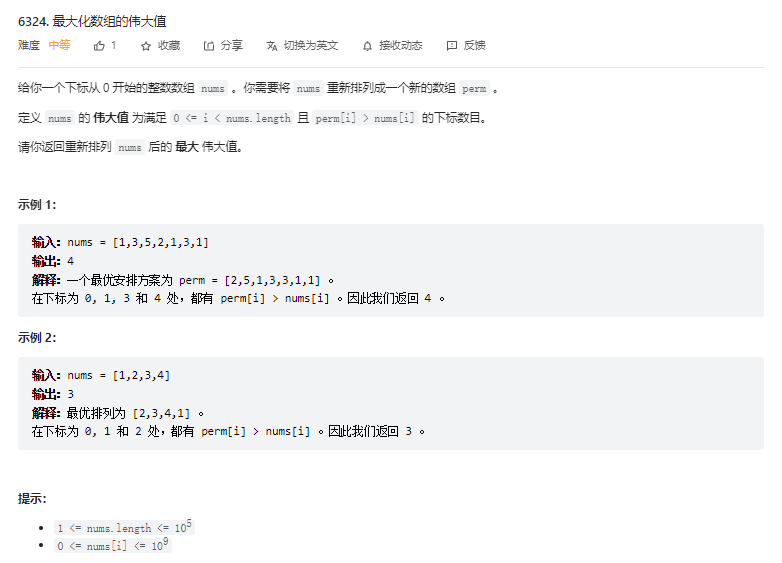 6324. 最大化数组的伟大值
难度 中等 1 收藏 分享 切换为英文 接收动态 反馈
给你一个下标从 0 开始的整数数组 nums 。你需要将 nums 重新排列成一个新的数组 perm 。
定义 nums 的 伟大值 为满足 0 <= i < nums.length 且 perm[i] > nums[i] 的下标数目。
请你返回重新排列 nums 后的 最大 伟大值。
示例 1：
输入：nums = [1,3,5,2,1,3,1]
输出：4
解释：一个最优安排方案为 perm = [2,5,1,3,3,1,1] 。
在下标为 0, 1, 3 和 4 处，都有 perm[i] > nums[i] 。因此我们返回 4 。
示例 2：
输入：nums = [1,2,3,4]
输出：3
解释：最优排列为 [2,3,4,1] 。
在下标为 0, 1 和 2 处，都有 perm[i] > nums[i] 。因此我们返回 3 。
提示：
• 1 <= nums.length <= 10⁵
• 0 <= nums[i] <= 10⁹